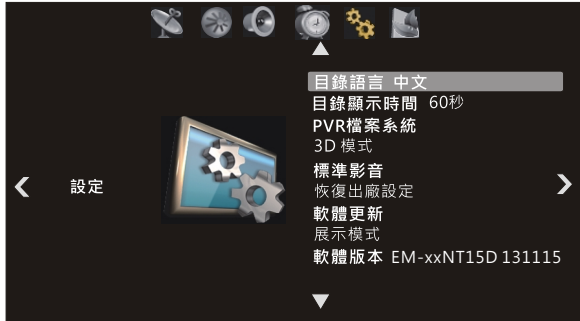 設定
目錄語言 中文
目錄顯示時間 60秒
PVR檔案系統
3D 模式
標準影音
恢復出廠設定
軟體更新
展示模式
軟體版本 EM-xxNT15D 131115